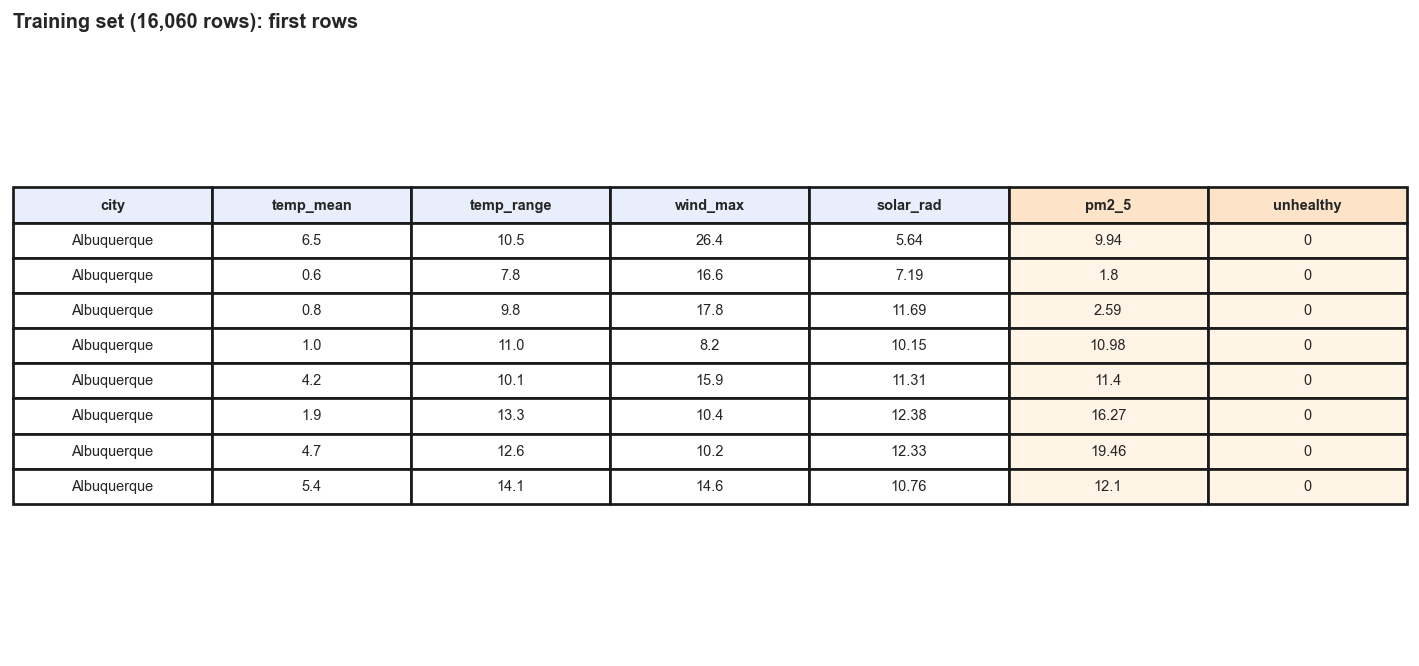 Training set (16,060 rows): first rows
city temp_mean temp_range wind_max solar_rad pm2_5 unhealthy
Albuquerque 6.5 10.5 26.4 5.64 9.94 0
Albuquerque 0.6 7.8 16.6 7.19 1.8 0
Albuquerque 0.8 9.8 17.8 11.69 2.59 0
Albuquerque 1.0 11.0 8.2 10.15 10.98 0
Albuquerque 4.2 10.1 15.9 11.31 11.4 0
Albuquerque 1.9 13.3 10.4 12.38 16.27 0
Albuquerque 4.7 12.6 10.2 12.33 19.46 0
Albuquerque 5.4 14.1 14.6 10.76 12.1 0